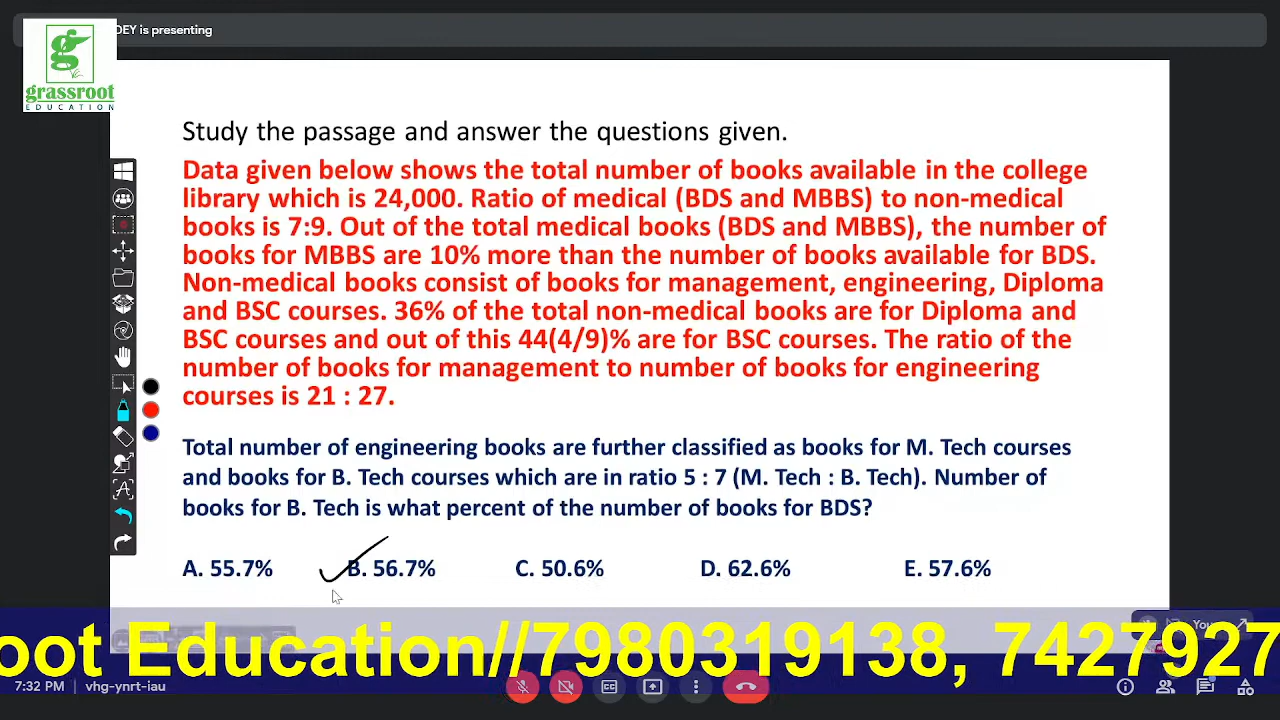 DEY is presenting
grassroot
EDUCATION
Study the passage and answer the questions given.
Data given below shows the total number of books available in the college
library which is 24,000. Ratio of medical (BDS and MBBS) to non-medical
books is 7:9. Out of the total medical books (BDS and MBBS), the number of
books for MBBS are 10% more than the number of books available for BDS.
Non-medical books consist of books for management, engineering, Diploma
and BSC courses. 36% of the total non-medical books are for Diploma and
BSC courses and out of this 44(4/9)% are for BSC courses. The ratio of the
number of books for management to number of books for engineering
courses is 21 : 27.
Total number of engineering books are further classified as books for M. Tech courses
and books for B. Tech courses which are in ratio 5 : 7 (M. Tech : B. Tech). Number of
books for B. Tech is what percent of the number of books for BDS?
A. 55.7% B. 56.7% C. 50.6% D. 62.6% E. 57.6%
You
oot Education//7980319138, 7427927
7:32 PM vhg-ynrt-iau